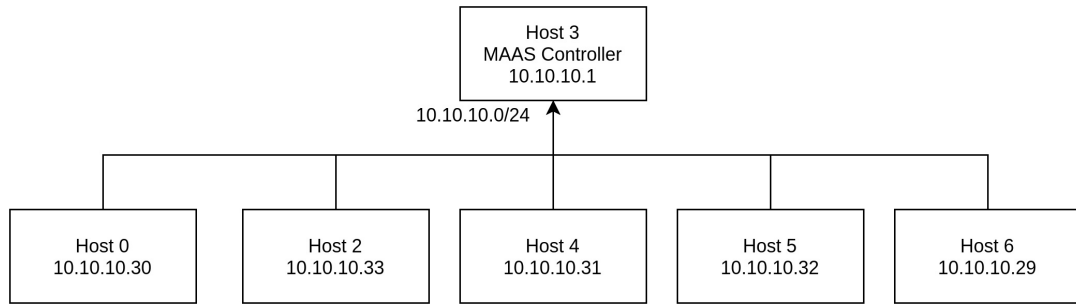 Host 3
MAAS Controller
10.10.10.1
10.10.10.0/24
Host 0
10.10.10.30
Host 2
10.10.10.33
Host 4
10.10.10.31
Host 5
10.10.10.32
Host 6
10.10.10.29